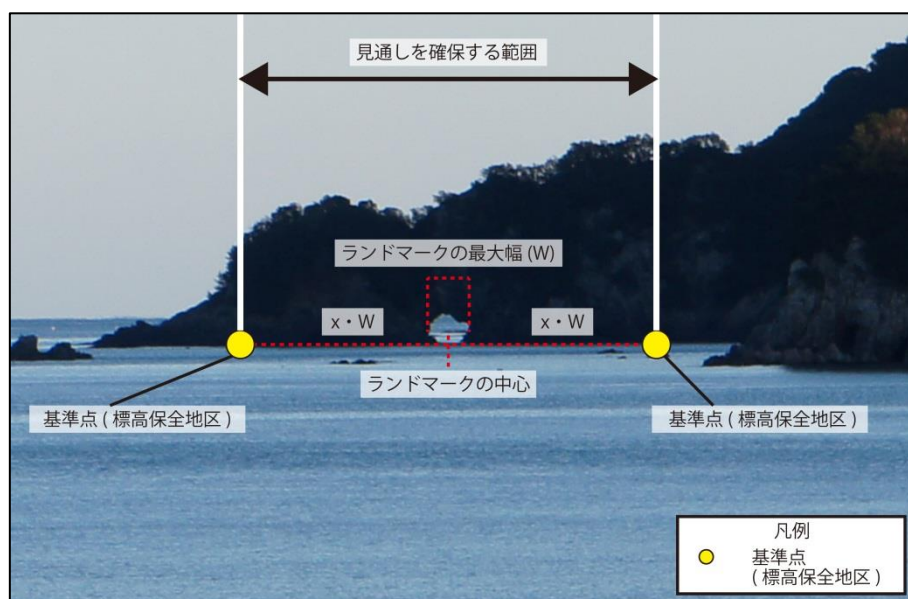 見通しを確保する範囲
ランドマークの最大幅(W)
x・W
x・W
ランドマークの中心
基準点(標高保全地区)
基準点(標高保全地区)
凡例
基準点
(標高保全地区)